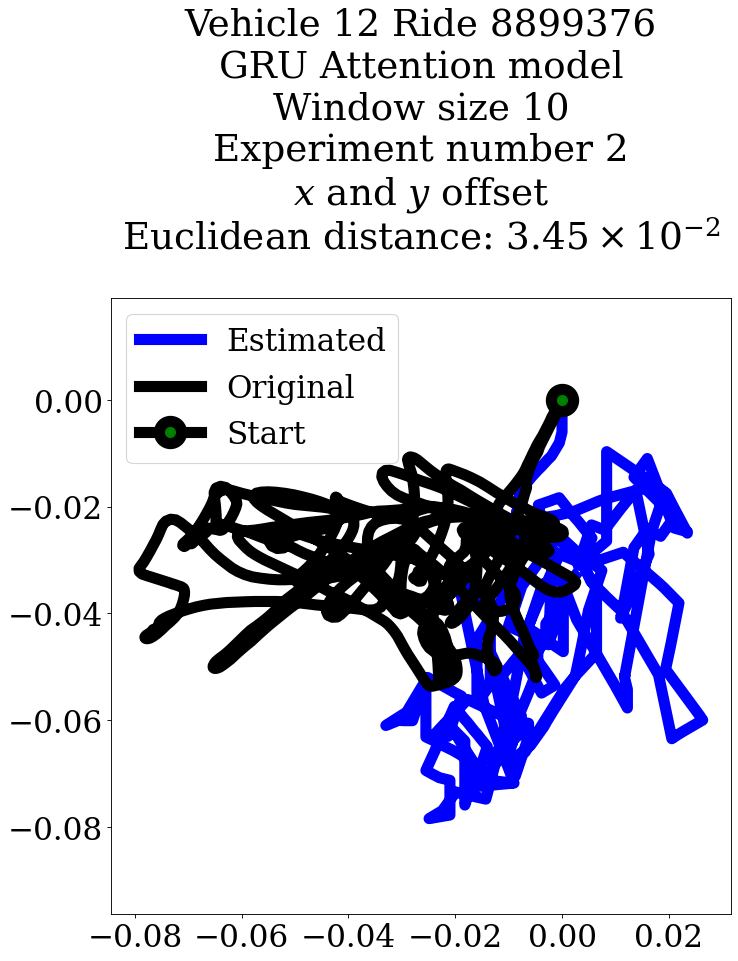 Vehicle 12 Ride 8899376
GRU Attention model
Window size 10
Experiment number 2
x and y offset
Euclidean distance: 3.45 × 10⁻²
Estimated
Original
Start
0.00
−0.02
−0.04
−0.06
−0.08
−0.08 −0.06 −0.04 −0.02 0.00 0.02